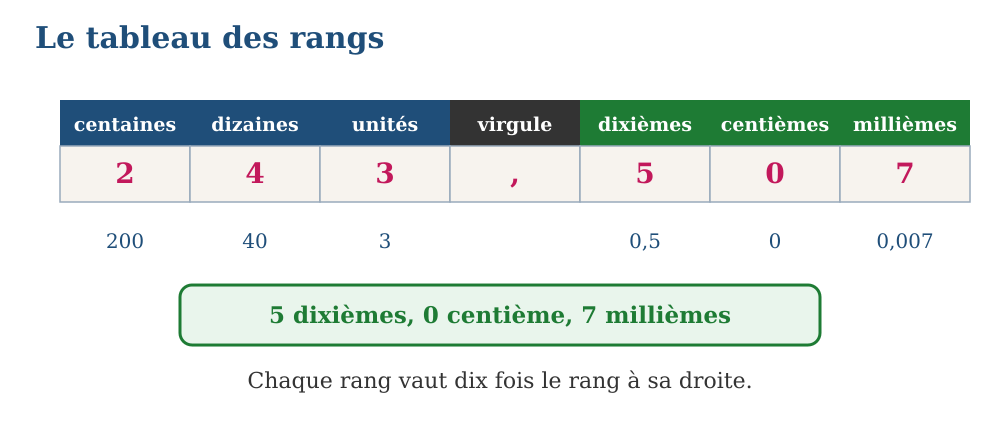 Le tableau des rangs
centaines dizaines unités virgule dixièmes centièmes millièmes
2 4 3 , 5 0 7
200 40 3 0,5 0 0,007
5 dixièmes, 0 centième, 7 millièmes
Chaque rang vaut dix fois le rang à sa droite.